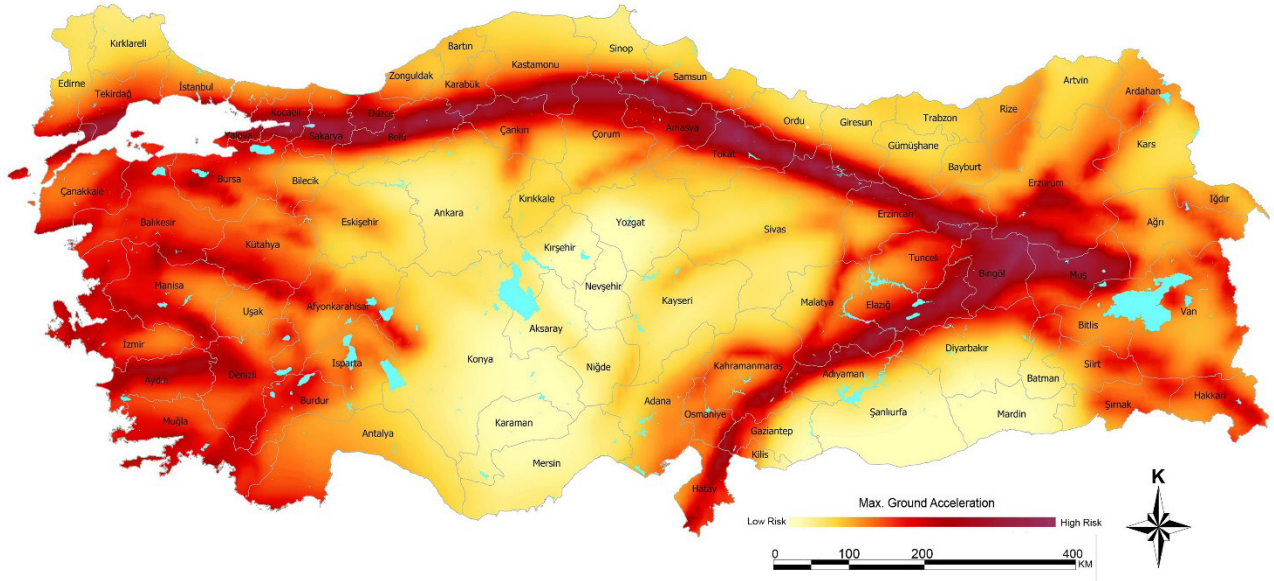 Kırklareli
Edirne
Tekirdağ
İstanbul
Kocaeli
Yalova
Sakarya
Düzce
Bolu
Zonguldak
Bartın
Karabük
Kastamonu
Sinop
Samsun
Çankırı
Çorum
Amasya
Tokat
Ordu
Giresun
Trabzon
Rize
Artvin
Ardahan
Gümüşhane
Bayburt
Kars
Erzurum
Iğdır
Ağrı
Çanakkale
Bursa
Bilecik
Balıkesir
Kütahya
Eskişehir
Ankara
Kırıkkale
Yozgat
Sivas
Erzincan
Tunceli
Bingöl
Muş
Manisa
Uşak
Afyonkarahisar
Kırşehir
Nevşehir
Kayseri
Malatya
Elazığ
Van
Bitlis
İzmir
Aydın
Denizli
Isparta
Burdur
Konya
Aksaray
Niğde
Kahramanmaraş
Adıyaman
Diyarbakır
Batman
Siirt
Hakkari
Şırnak
Muğla
Antalya
Karaman
Mersin
Adana
Osmaniye
Gaziantep
Kilis
Şanlıurfa
Mardin
Hatay
K
Max. Ground Acceleration
Low Risk High Risk
0 100 200 400
KM